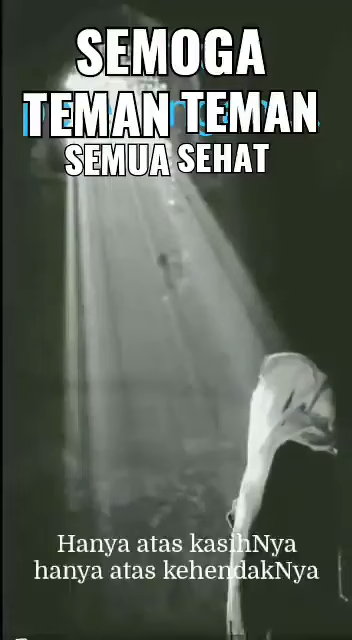 SEMOGA
TEMAN TEMAN
SEMUA SEHAT
Hanya atas kasihNya
hanya atas kehendakNya